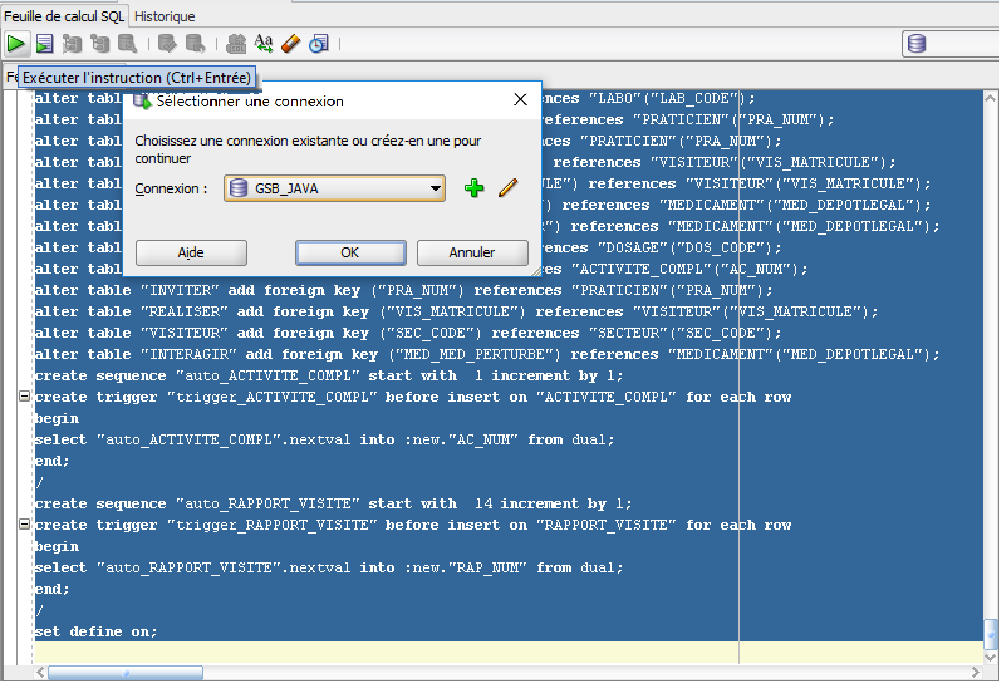 Feuille de calcul SQL Historique
Fe
Exécuter l'instruction (Ctrl+Entrée)
Sélectionner une connexion
Choisissez une connexion existante ou créez-en une pour
continuer
Connexion : GSB_JAVA
Aide OK Annuler
alter tabl ences "LABO"("LAB_CODE");
alter tabl eferences "PRATICIEN"("PRA_NUM");
alter tabl ces "PRATICIEN"("PRA_NUM");
alter tabl references "VISITEUR"("VIS_MATRICULE");
alter tabl LE") references "VISITEUR"("VIS_MATRICULE");
alter tabl ) references "MEDICAMENT"("MED_DEPOTLEGAL");
alter tabl ") references "MEDICAMENT"("MED_DEPOTLEGAL");
alter tabl ences "DOSAGE"("DOS_CODE");
alter tabl es "ACTIVITE_COMPL"("AC_NUM");
alter table "INVITER" add foreign key ("PRA_NUM") references "PRATICIEN"("PRA_NUM");
alter table "REALISER" add foreign key ("VIS_MATRICULE") references "VISITEUR"("VIS_MATRICULE");
alter table "VISITEUR" add foreign key ("SEC_CODE") references "SECTEUR"("SEC_CODE");
alter table "INTERAGIR" add foreign key ("MED_MED_PERTURBE") references "MEDICAMENT"("MED_DEPOTLEGAL");
create sequence "auto_ACTIVITE_COMPL" start with  1 increment by 1;
create trigger "trigger_ACTIVITE_COMPL" before insert on "ACTIVITE_COMPL" for each row
begin
select "auto_ACTIVITE_COMPL".nextval into :new."AC_NUM" from dual;
end;
/
create sequence "auto_RAPPORT_VISITE" start with  14 increment by 1;
create trigger "trigger_RAPPORT_VISITE" before insert on "RAPPORT_VISITE" for each row
begin
select "auto_RAPPORT_VISITE".nextval into :new."RAP_NUM" from dual;
end;
/
set define on;